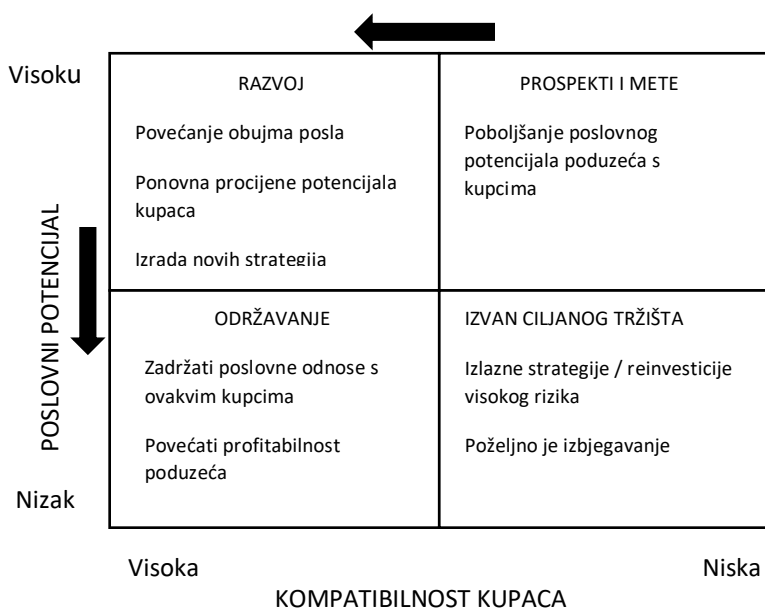 Visoku
RAZVOJ
Povećanje obujma posla
Ponovna procijene potencijala
kupaca
Izrada novih strategija
PROSPEKTI I METE
Poboljšanje poslovnog
potencijala poduzeća s
kupcima
POSLOVNI POTENCIJAL
ODRŽAVANJE
Zadržati poslovne odnose s
ovakvim kupcima
Povećati profitabilnost
poduzeća
IZVAN CILJANOG TRŽIŠTA
Izlazne strategije / reinvesticije
visokog rizika
Poželjno je izbjegavanje
Nizak
Visoka
Niska
KOMPATIBILNOST KUPACA